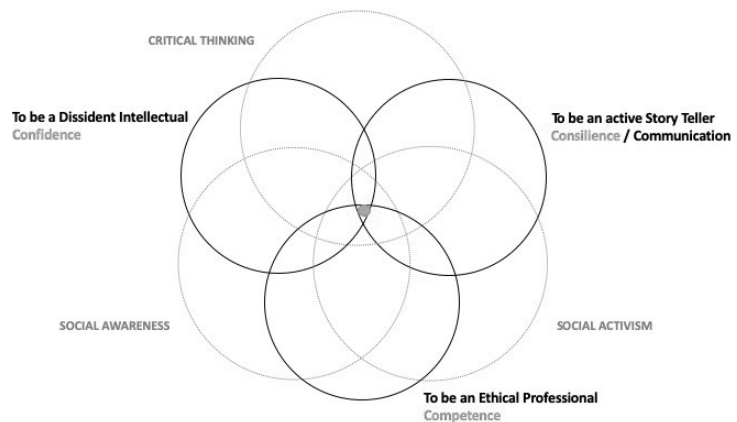 CRITICAL THINKING
To be a Dissident Intellectual
Confidence
To be an active Story Teller
Consilience / Communication
SOCIAL AWARENESS
SOCIAL ACTIVISM
To be an Ethical Professional
Competence